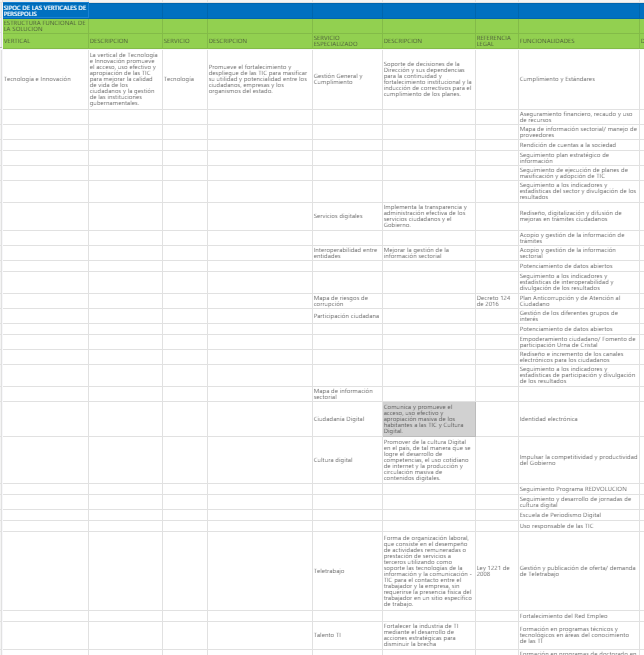 SIPOC DE LAS VERTICALES DE
PERSEPOLIS
ESTRUCTURA FUNCIONAL DE
LA SOLUCION
VERTICAL
DESCRIPCION
SERVICIO
DESCRIPCION
SERVICIO
ESPECIALIZADO
DESCRIPCION
REFERENCIA
LEGAL
FUNCIONALIDADES
Tecnologia e Innovación
La vertical de Tecnología
e Innovación promueve
el acceso, uso efectivo y
apropiación de las TIC
para mejorar la calidad
de vida de los
ciudadanos y la gestión
de las instituciones
gubernamentales.
Tecnologia
Promueve el fortalecimiento y
despliegue de las TIC para masificar
su utilidad y potencialidad entre los
ciudadanos, empresas y los
organismos del estado.
Gestión General y
Cumplimiento
Soporte de decisiones de la
Dirección y sus dependencias
para la continuidad y
fortalecimiento institucional y la
inducción de correctivos para el
cumplimiento de los planes.
Cumplimiento y Estándares
Aseguramiento financiero, recaudo y uso
de recursos
Mapa de información sectorial/ manejo de
proveedores
Rendición de cuentas a la sociedad
Seguimiento plan estratégico de
información
Seguimiento de ejecución de planes de
masificación y adopción de TIC
Seguimiento a los indicadores y
estadísticas del sector y divulgación de los
resultados
Servicios digitales
Implementa la transparencia y
administración efectiva de los
servicios ciudadanos y el
Gobierno.
Rediseño, digitalización y difusión de
mejoras en trámites ciudadanos
Acopio y gestión de la información de
trámites
Interoperabilidad entre
entidades
Mejorar la gestión de la
información sectorial
Acopio y gestión de la información
sectorial
Potenciamiento de datos abiertos
Seguimiento a los indicadores y
estadísticas de interoperabilidad y
divulgación de los resultados
Mapa de riesgos de
corrupción
Decreto 124
de 2016
Plan Anticorrupción y de Atención al
Ciudadano
Participación ciudadana
Gestión de los diferentes grupos de
interés
Potenciamiento de datos abiertos
Empoderamiento ciudadano/ Fomento de
participación Urna de Cristal
Rediseño e incremento de los canales
electrónicos para los ciudadanos
Seguimiento a los indicadores y
estadísticas de participación y divulgación
de los resultados
Mapa de información
sectorial
Ciudadanía Digital
Comunica y promueve el
acceso, uso efectivo y
apropiación masiva de los
habitantes a las TIC y Cultura
Digital.
Identidad electrónica
Cultura digital
Promover de la cultura Digital
en el país, de tal manera que se
logre el desarrollo de
competencias, el uso cotidiano
de internet y la producción y
circulación masiva de
contenidos digitales.
Impulsar la competitividad y productividad
del Gobierno
Seguimiento Programa REDVOLUCION
Seguimiento y desarrollo de jornadas de
cultura digital
Escuela de Periodismo Digital
Uso responsable de las TIC
Teletrabajo
Forma de organización laboral,
que consiste en el desempeño
de actividades remuneradas o
prestación de servicios a
terceros utilizando como
soporte las tecnologías de la
información y la comunicación -
TIC para el contacto entre el
trabajador y la empresa, sin
requerirse la presencia física del
trabajador en un sitio específico
de trabajo.
Ley 1221 de
2008
Gestión y publicación de oferta/ demanda
de Teletrabajo
Fortalecimiento del Red Empleo
Talento TI
Fortalecer la industria de TI
mediante el desarrollo de
acciones estratégicas para
disminuir la brecha
Formación en programas técnicos y
tecnológicos en áreas del conocimiento
de las TI
Formación en programas de doctorado en